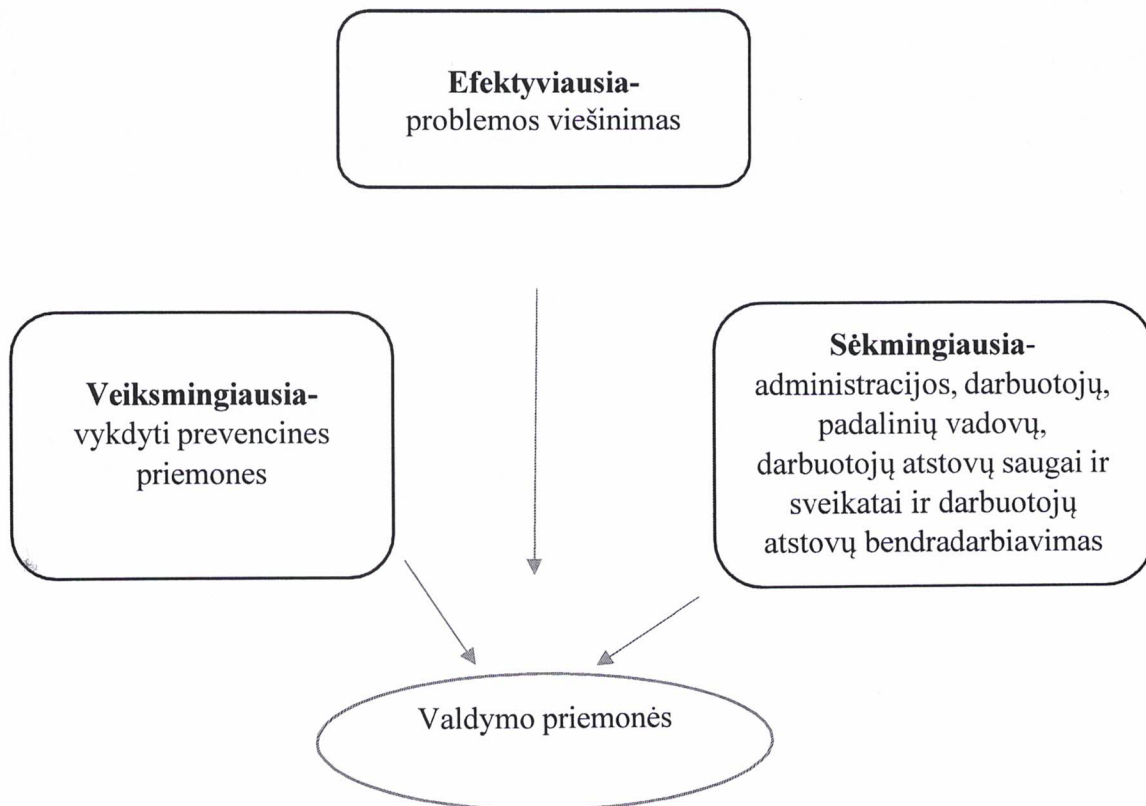 Efektyviausia-
problemos viešinimas
Veiksmingiausia-
vykdyti prevencines
priemones
Sėkmingiausia-
administracijos, darbuotojų,
padalinių vadovų,
darbuotojų atstovų saugai ir
sveikatai ir darbuotojų
atstovų bendradarbiavimas
Valdymo priemonės